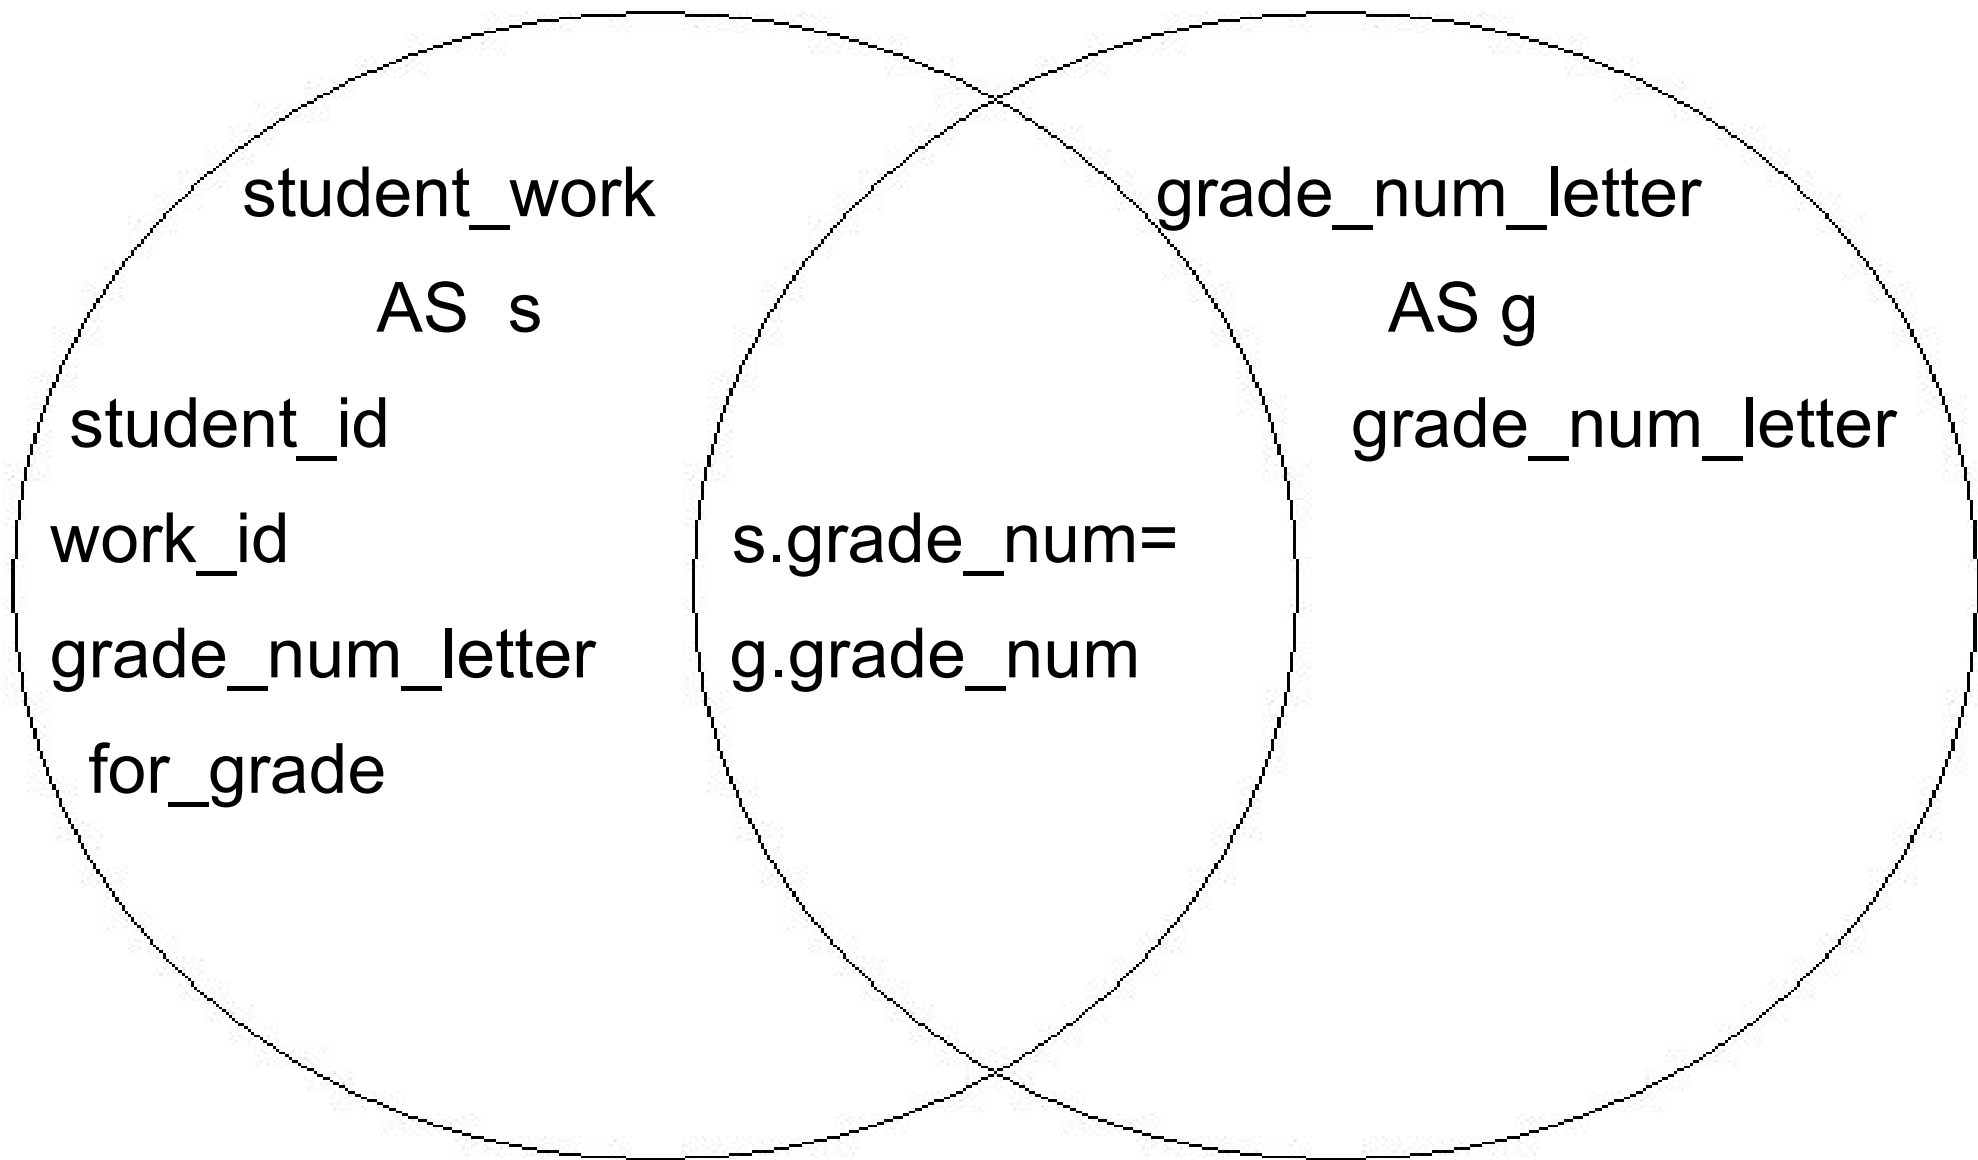 student_work
AS s
student_id
work_id
grade_num_letter
for_grade
s.grade_num=
g.grade_num
grade_num_letter
AS g
grade_num_letter